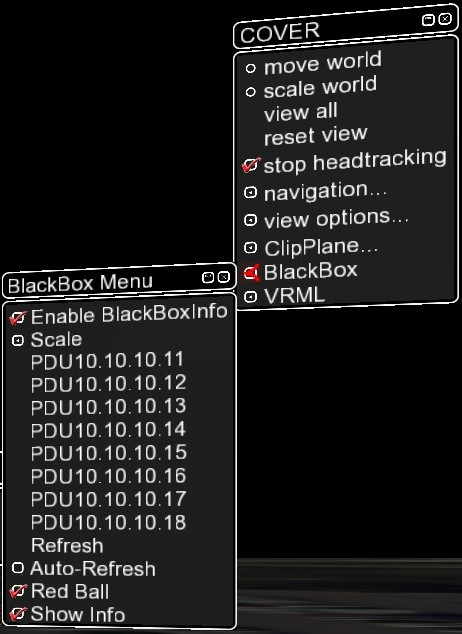 COVER
move world
scale world
view all
reset view
stop headtracking
navigation...
view options...
ClipPlane...
BlackBox
VRML
BlackBox Menu
Enable BlackBoxInfo
Scale
PDU10.10.10.11
PDU10.10.10.12
PDU10.10.10.13
PDU10.10.10.14
PDU10.10.10.15
PDU10.10.10.16
PDU10.10.10.17
PDU10.10.10.18
Refresh
Auto-Refresh
Red Ball
Show Info